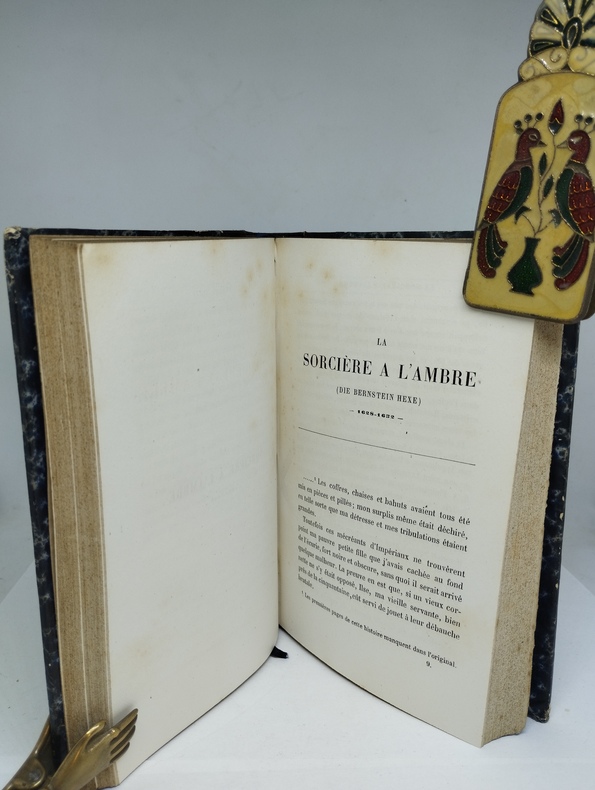 LA
SORCIÈRE A L'AMBRE
(DIE BERNSTEIN HEXE)
— 1628-1632 —
.....¹ Les coffres, chaises et bahuts avaient tous été
mis en pièces et pillés; mon surplis même était déchiré,
en telle sorte que ma détresse et mes tribulations étaient
grandes.
Toutefois ces mécréants d'Impériaux ne trouvèrent
point ma pauvre petite fille que j'avais cachée au fond
de l'écurie, fort noire et obscure, sans quoi il serait arrivé
quelque malheur. La preuve en est que, si un vieux cor-
nette ne s'y était opposé, Ilse, ma vieille servante, bien
près de la cinquantaine, eût servi de jouet à leur débauche
brutale.
¹ Les premières pages de cette histoire manquent dans l'original.
9.